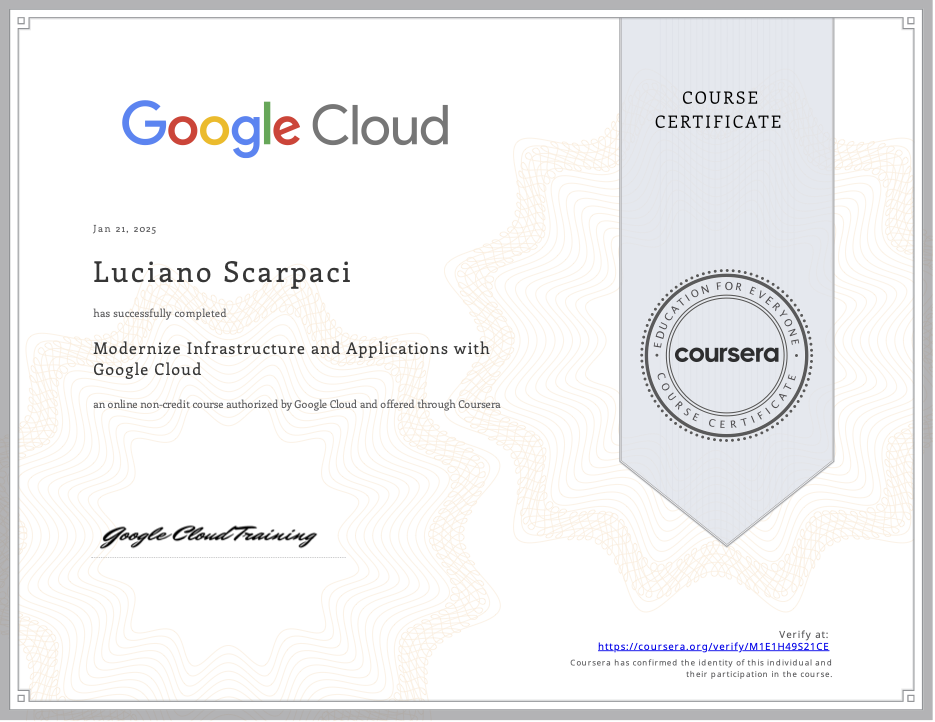 Google Cloud
COURSE
CERTIFICATE
Jan 21, 2025
Luciano Scarpaci
has successfully completed
Modernize Infrastructure and Applications with
Google Cloud
an online non-credit course authorized by Google Cloud and offered through Coursera
EDUCATION FOR EVERYONE
coursera
COURSE CERTIFICATE
Google Cloud Training
Verify at:
https://coursera.org/verify/M1E1H49S21CE
Coursera has confirmed the identity of this individual and
their participation in the course.